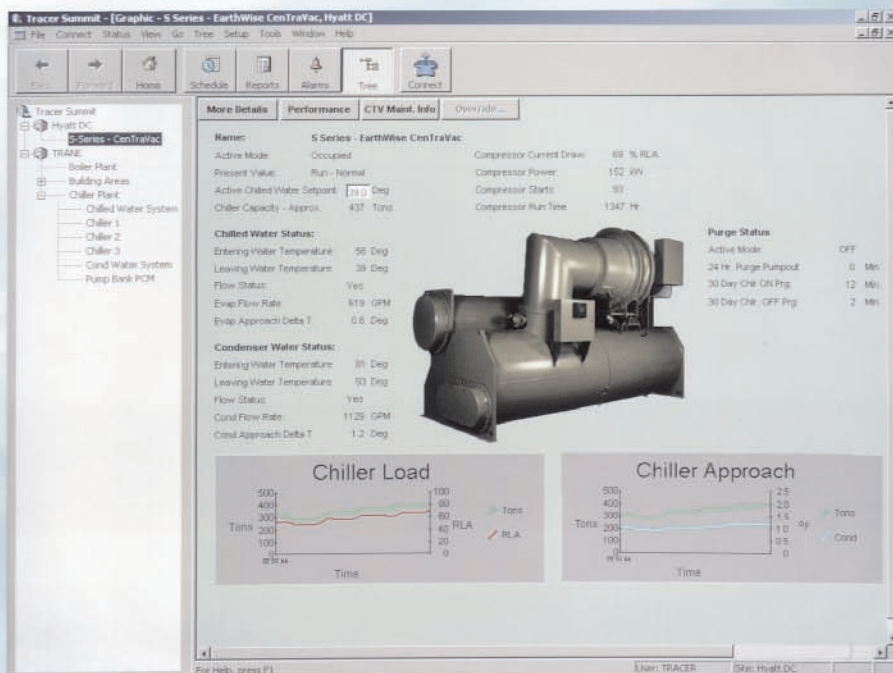 Tracer Summit - [Graphic - S Series - EarthWise CenTraVac, Hyatt DC]
File Connect Status View Go Tree Setup Tools Window Help
Back Forward Home Schedule Reports Alarms Tree Connect
Tracer Summit
Hyatt DC
S-Series - CenTraVac
TRANE
Boiler Plant
Building Areas
Chiller Plant
Chilled Water System
Chiller 1
Chiller 2
Chiller 3
Cond Water System
Pump Bank PCM
More Details Performance CTV Maint. Info Override...
Name: S Series - EarthWise CenTraVac
Active Mode: Occupied
Present Value: Run - Normal
Active Chilled Water Setpoint: 39.0 Deg
Chiller Capacity - Approx: 437 Tons
Compressor Current Draw: 68 % RLA
Compressor Power: 152 kW
Compressor Starts: 93
Compressor Run Time 1347 Hr.
Chilled Water Status:
Entering Water Temperature 56 Deg
Leaving Water Temperature 39 Deg
Flow Status: Yes
Evap Flow Rate: 619 GPM
Evap Approach Delta T 0.6 Deg
Condenser Water Status:
Entering Water Temperature 81 Deg
Leaving Water Temperature 93 Deg
Flow Status: Yes
Cond Flow Rate: 1129 GPM
Cond Approach Delta T 1.2 Deg
Purge Status
Active Mode: OFF
24 Hr. Purge Pumpout 0 Min.
30 Day Chlr ON Prg: 12 Min.
30 Day Chlr. OFF Prg: 2 Min.
Chiller Load
500
400
300
200
100
0
Tons
100
80
60
40
20
0
RLA
Tons
RLA
Time
Chiller Approach
500
400
300
200
100
0
Tons
2.5
2.0
1.5
1.0
0.5
0
°F
Tons
Cond
Time
For Help, press F1
User: TRACER
Site: Hyatt DC